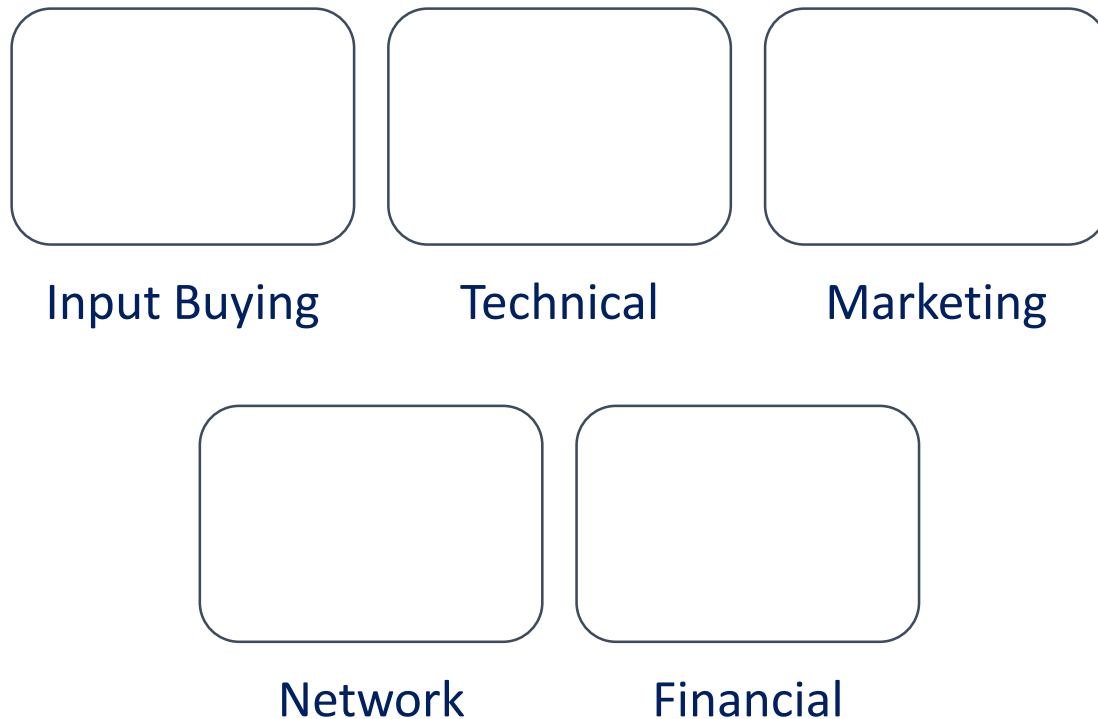 Input Buying
Technical
Marketing
Network
Financial